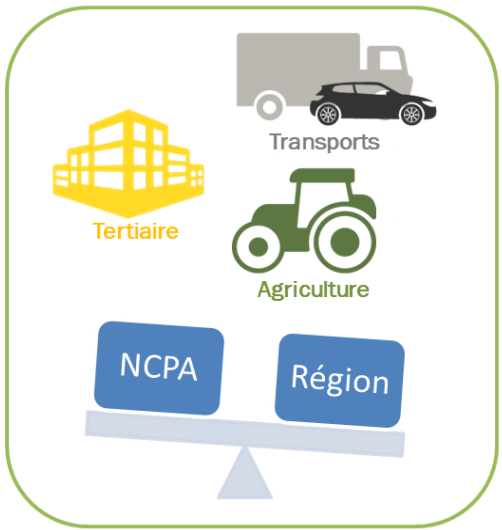 Transports
Tertiaire
Agriculture
NCPA
Région